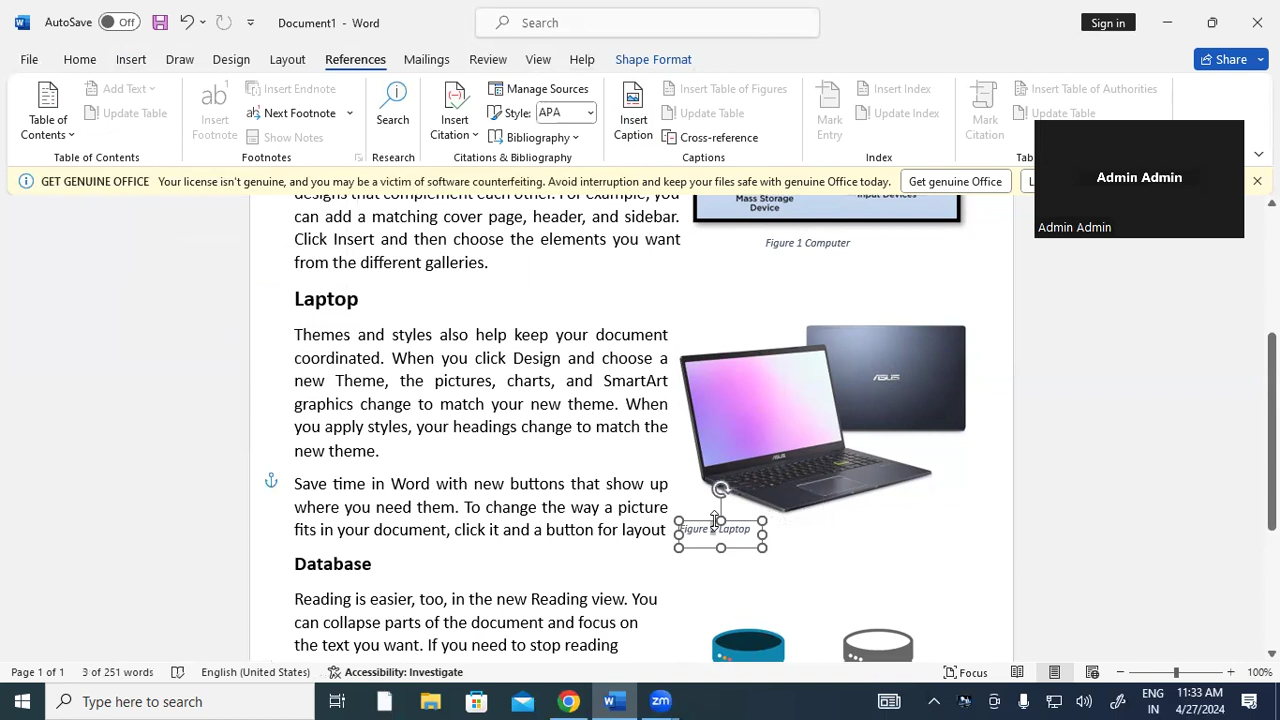 AutoSave Off Document1 - Word Search Sign in
File Home Insert Draw Design Layout References Mailings Review View Help Shape Format Share
Table of Contents
Add Text
Update Table
Table of Contents
Insert Footnote
Insert Endnote
Next Footnote
Show Notes
Footnotes
Search
Research
Insert Citation
Manage Sources
Style: APA
Bibliography
Citations & Bibliography
Insert Caption
Insert Table of Figures
Update Table
Cross-reference
Captions
Mark Entry
Insert Index
Update Index
Index
Mark Citation
Insert Table of Authorities
Update Table
GET GENUINE OFFICE Your license isn't genuine, and you may be a victim of software counterfeiting. Avoid interruption and keep your files safe with genuine Office today. Get genuine Office
Admin Admin
Admin Admin
designs that complement each other. For example, you
can add a matching cover page, header, and sidebar.
Click Insert and then choose the elements you want
from the different galleries.
Mass Storage
Device
Input Devices
Figure 1 Computer
Laptop
Themes and styles also help keep your document
coordinated. When you click Design and choose a
new Theme, the pictures, charts, and SmartArt
graphics change to match your new theme. When
you apply styles, your headings change to match the
new theme.
Save time in Word with new buttons that show up
where you need them. To change the way a picture
fits in your document, click it and a button for layout
ASUS
ASUS
Figure Laptop
Database
Reading is easier, too, in the new Reading view. You
can collapse parts of the document and focus on
the text you want. If you need to stop reading
Page 1 of 1 3 of 251 words English (United States) Accessibility: Investigate Focus 100%
Type here to search
zm
ENG
IN
11:33 AM
4/27/2024